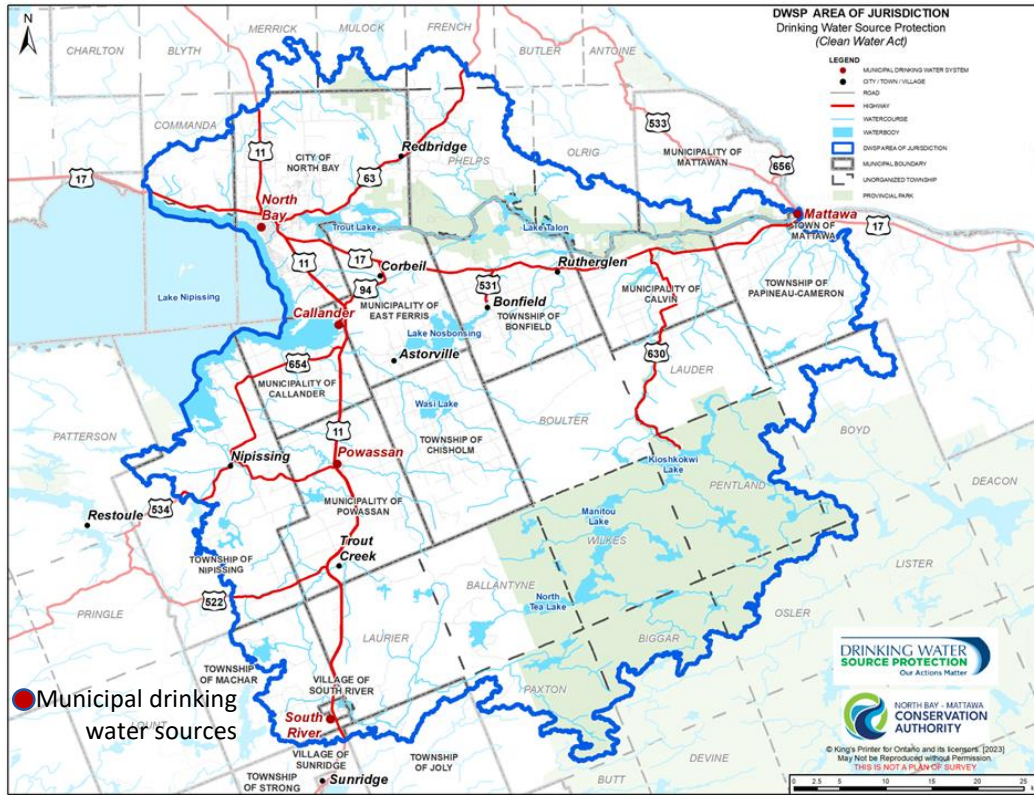 N
DWSP AREA OF JURISDICTION
Drinking Water Source Protection
(Clean Water Act)
LEGEND
MUNICIPAL DRINKING WATER SYSTEM
CITY / TOWN / VILLAGE
ROAD
HIGHWAY
WATERCOURSE
WATERBODY
DWSP AREA OF JURISDICTION
MUNICIPAL BOUNDARY
UNORGANIZED TOWNSHIP
PROVINCIAL PARK
CHARLTON
BLYTH
MERRICK
MULOCK
FRENCH
BUTLER
ANTOINE
COMMANDA
11
CITY OF
NORTH BAY
Redbridge
63
PHELPS
OLRIG
533
MUNICIPALITY OF
MATTAWAN
656
17
North
Bay
Trout Lake
Lake Talon
Mattawa
TOWN OF
MATTAWA
17
11
17
Corbeil
94
Rutherglen
531
Bonfield
TOWNSHIP OF
BONFIELD
MUNICIPALITY OF
CALVIN
TOWNSHIP OF
PAPINEAU-CAMERON
Lake Nipissing
MUNICIPALITY OF
EAST FERRIS
Callander
Lake Nosbonsing
Astorville
654
MUNICIPALITY OF
CALLANDER
630
LAUDER
Wasi Lake
BOULTER
TOWNSHIP OF
CHISHOLM
PATTERSON
11
BOYD
Nipissing
Powassan
Kioshkokwi
Lake
PENTLAND
DEACON
534
Restoule
MUNICIPALITY OF
POWASSAN
Manitou
Lake
WILKES
Trout
Creek
TOWNSHIP OF
NIPISSING
LISTER
BALLANTYNE
North
Tea Lake
522
PRINGLE
OSLER
LAURIER
BIGGAR
TOWNSHIP
OF MACHAR
VILLAGE OF
SOUTH RIVER
PAXTON
LOUNT
Municipal drinking
water sources
South
River
VILLAGE OF
SUNRIDGE
TOWNSHIP
OF STRONG
Sunridge
TOWNSHIP
OF JOLY
BUTT
DEVINE
DRINKING WATER
SOURCE PROTECTION
Our Actions Matter
NORTH BAY - MATTAWA
CONSERVATION
AUTHORITY
© King's Printer for Ontario and its licensors. [2023]
May Not be Reproduced without Permission.
THIS IS NOT A PLAN OF SURVEY
0 2.5 5 10 15 20 25